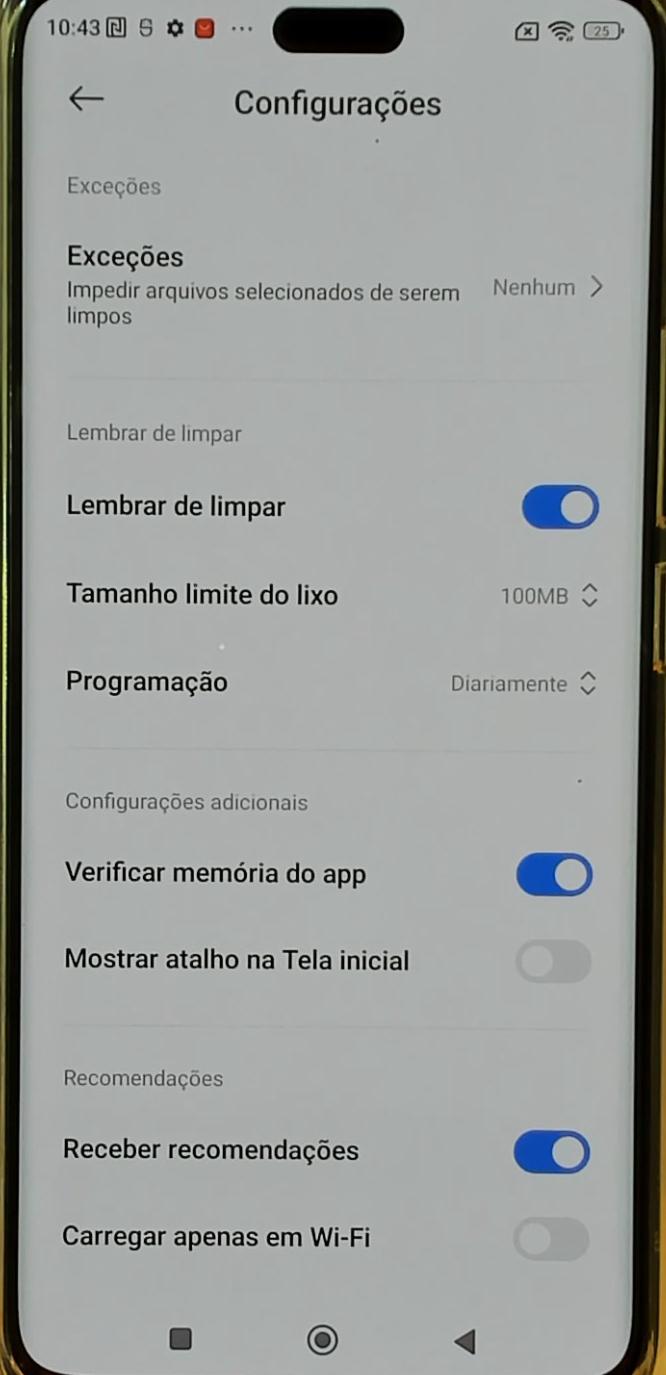 10:43
25
Configurações
Exceções
Exceções
Impedir arquivos selecionados de serem
limpos
Nenhum
Lembrar de limpar
Lembrar de limpar
Tamanho limite do lixo
100MB
Programação
Diariamente
Configurações adicionais
Verificar memória do app
Mostrar atalho na Tela inicial
Recomendações
Receber recomendações
Carregar apenas em Wi-Fi